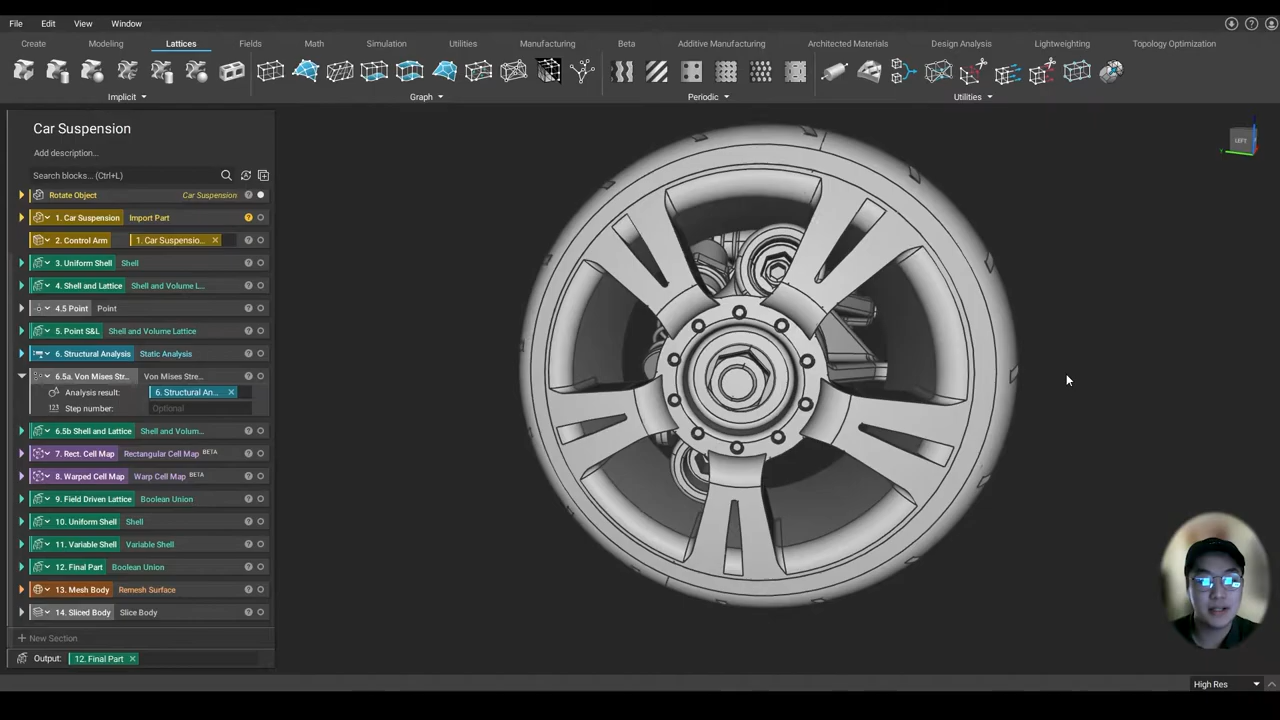 File Edit View Window
Create Modeling Lattices Fields Math Simulation Utilities Manufacturing Beta Additive Manufacturing Architected Materials Design Analysis Lightweighting Topology Optimization
Implicit Graph Periodic Utilities
Car Suspension
Add description...
Search blocks... (Ctrl+L)
Rotate Object Car Suspension
1. Car Suspension Import Part
2. Control Arm 1. Car Suspensio...
3. Uniform Shell Shell
4. Shell and Lattice Shell and Volume L...
4.5 Point Point
5. Point S&L Shell and Volume Lattice
6. Structural Analysis Static Analysis
6.5a. Von Mises Str... Von Mises Stre...
Analysis result: 6. Structural An...
123 Step number: Optional
6.5b Shell and Lattice Shell and Volum...
7. Rect. Cell Map Rectangular Cell Map BETA
8. Warped Cell Map Warp Cell Map BETA
9. Field Driven Lattice Boolean Union
10. Uniform Shell Shell
11. Variable Shell Variable Shell
12. Final Part Boolean Union
13. Mesh Body Remesh Surface
14. Sliced Body Slice Body
New Section
Output: 12. Final Part
LEFT
High Res